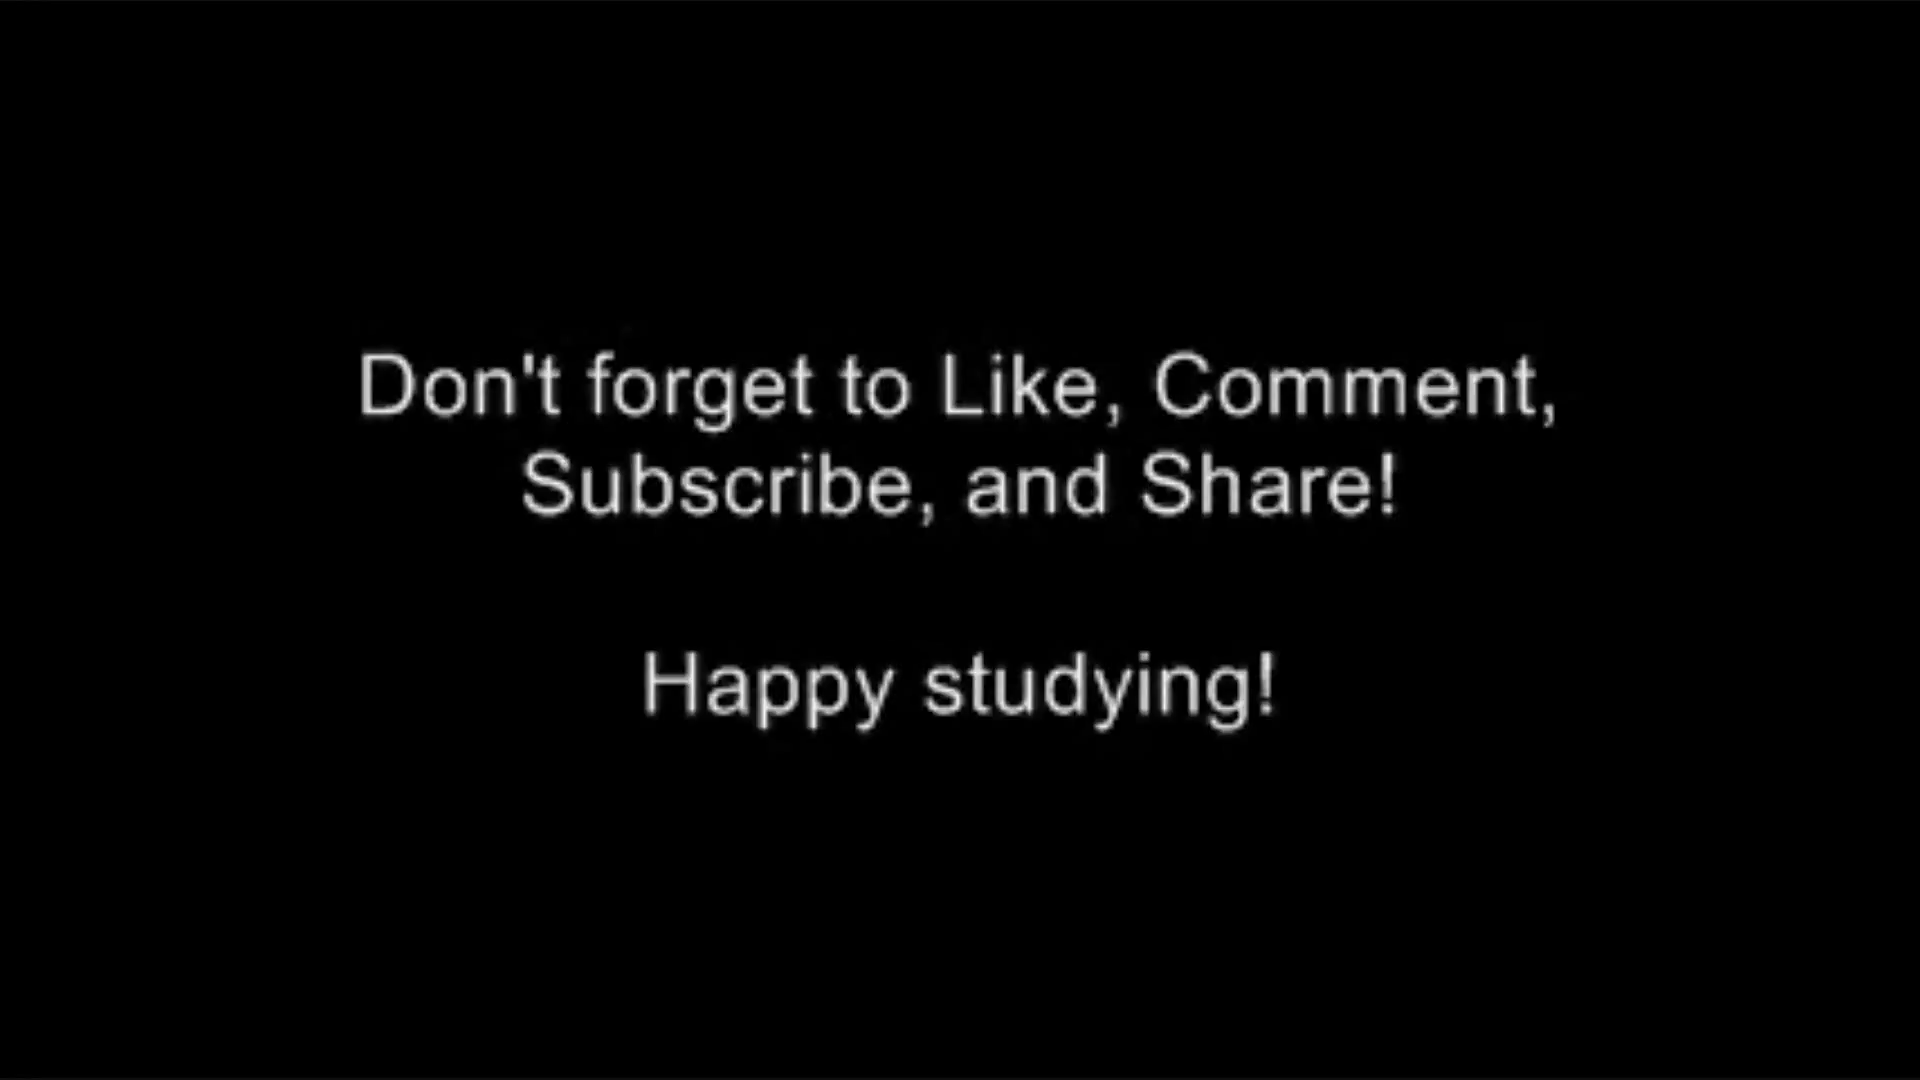 Don't forget to Like, Comment,
Subscribe, and Share!
Happy studying!